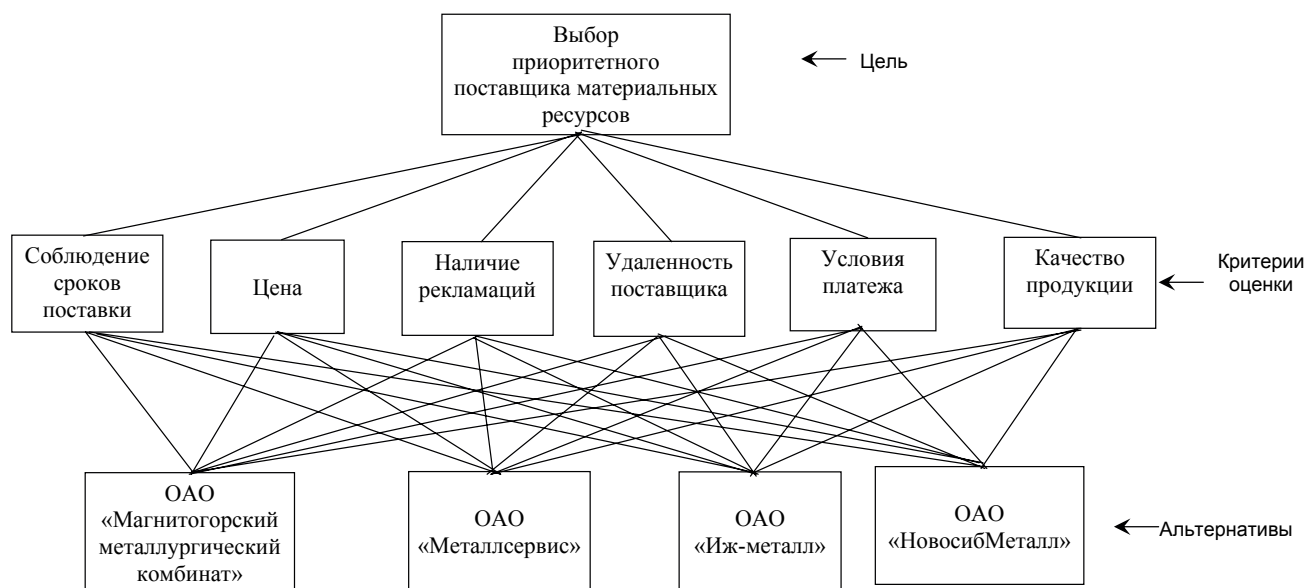 Выбор
приоритетного
поставщика материальных
ресурсов
Цель
Соблюдение
сроков
поставки
Цена
Наличие
рекламаций
Удаленность
поставщика
Условия
платежа
Качество
продукции
Критерии
оценки
ОАО
«Магнитогорский
металлургический
комбинат»
ОАО
«Металлсервис»
ОАО
«Иж-металл»
ОАО
«НовосибМеталл»
Альтернативы